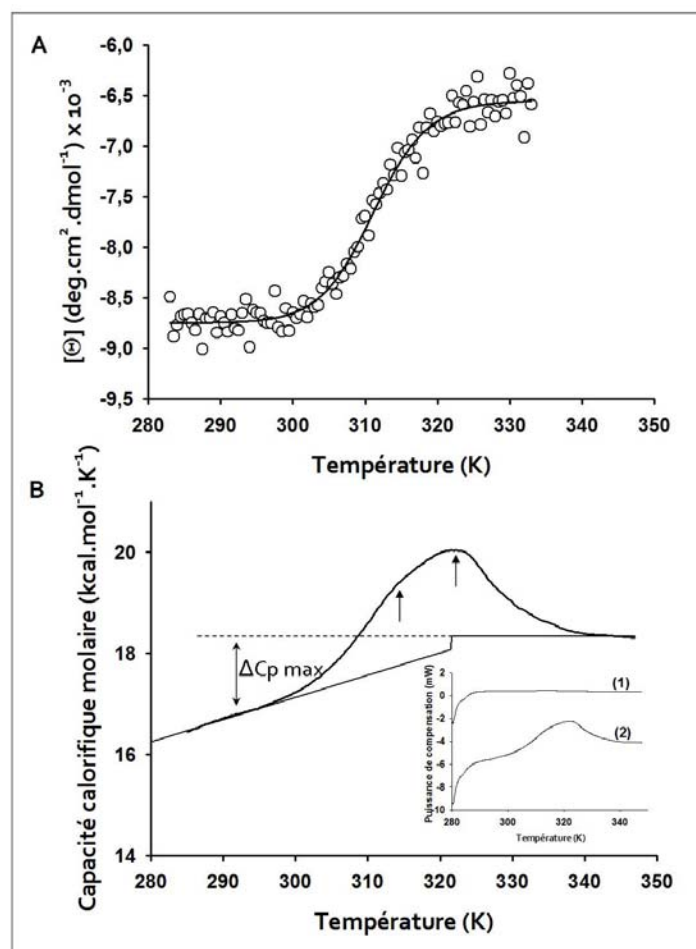 A
-6,0
-6,5
-7,0
-7,5
-8,0
-8,5
-9,0
-9,5
[Θ] (deg.cm².dmol⁻¹) x 10⁻³
280 290 300 310 320 330 340 350
Température (K)
B
20
18
16
14
Capacité calorifique molaire (kcal.mol⁻¹.K⁻¹)
ΔCp max
2
0
-2
-4
-6
-8
-10
Puissance de compensation (mW)
(1)
(2)
280 300 320 340
Température (K)
280 290 300 310 320 330 340 350
Température (K)